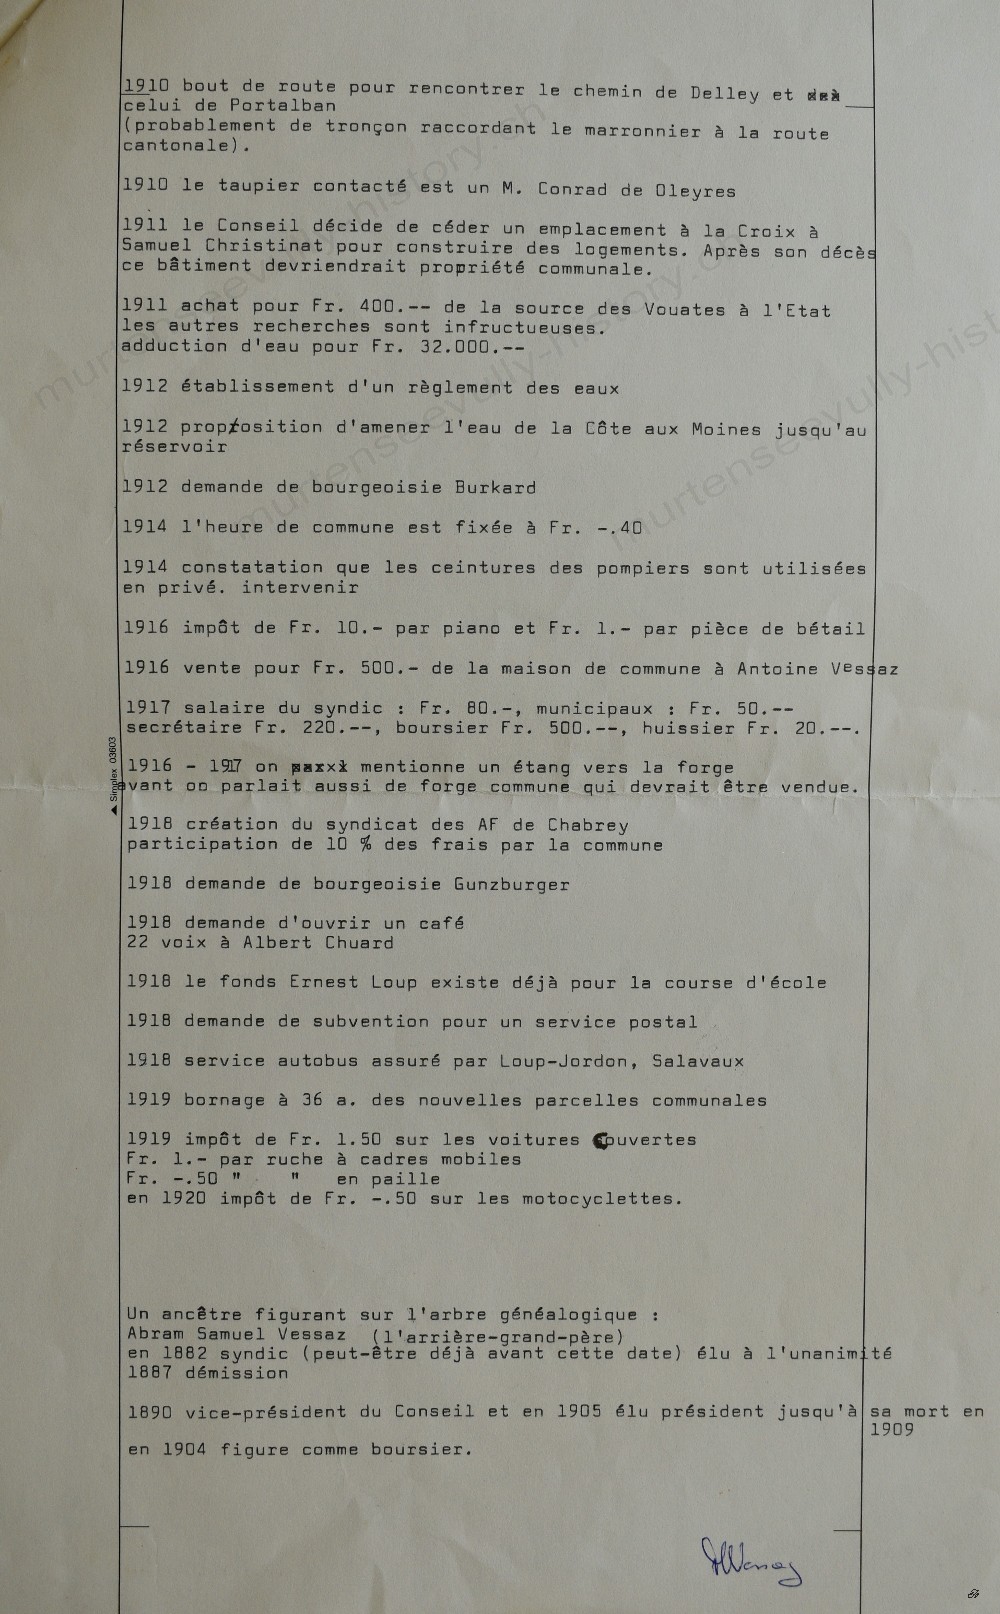 1910 bout de route pour rencontrer le chemin de Delley et
celui de Portalban
(probablement de tronçon raccordant le marronnier à la route
cantonale).
1910 le taupier contacté est un M. Conrad de Oleyres
1911 le Conseil décide de céder un emplacement à la Croix à
Samuel Christinat pour construire des logements. Après son décès
ce bâtiment devriendrait propriété communale.
1911 achat pour Fr. 400.-- de la source des Vouates à l'Etat
les autres recherches sont infructueuses.
adduction d'eau pour Fr. 32.000.--
1912 établissement d'un règlement des eaux
1912 proposition d'amener l'eau de la Côte aux Moines jusqu'au
réservoir
1912 demande de bourgeoisie Burkard
1914 l'heure de commune est fixée à Fr. -.40
1914 constatation que les ceintures des pompiers sont utilisées
en privé. intervenir
1916 impôt de Fr. 10.- par piano et Fr. 1.- par pièce de bétail
1916 vente pour Fr. 500.- de la maison de commune à Antoine Vessaz
1917 salaire du syndic : Fr. 80.-, municipaux : Fr. 50.--
secrétaire Fr. 220.--, boursier Fr. 500.--, huissier Fr. 20.--.
1916 - 1917 on mentionne un étang vers la forge
avant on parlait aussi de forge commune qui devrait être vendue.
▲ Simplex 03603
1918 création du syndicat des AF de Chabrey
participation de 10 % des frais par la commune
1918 demande de bourgeoisie Gunzburger
1918 demande d'ouvrir un café
22 voix à Albert Chuard
1918 le fonds Ernest Loup existe déjà pour la course d'école
1918 demande de subvention pour un service postal
1918 service autobus assuré par Loup-Jordon, Salavaux
1919 bornage à 36 a. des nouvelles parcelles communales
1919 impôt de Fr. 1.50 sur les voitures couvertes
Fr. 1.- par ruche à cadres mobiles
Fr. -.50 " " en paille
en 1920 impôt de Fr. -.50 sur les motocyclettes.
Un ancêtre figurant sur l'arbre généalogique :
Abram Samuel Vessaz (l'arrière-grand-père)
en 1882 syndic (peut-être déjà avant cette date) élu à l'unanimité
1887 démission
1890 vice-président du Conseil et en 1905 élu président jusqu'à sa mort en
1909
en 1904 figure comme boursier.
murtenseevully-history.ch
murtenseevully-history.ch
murtenseevully-hist